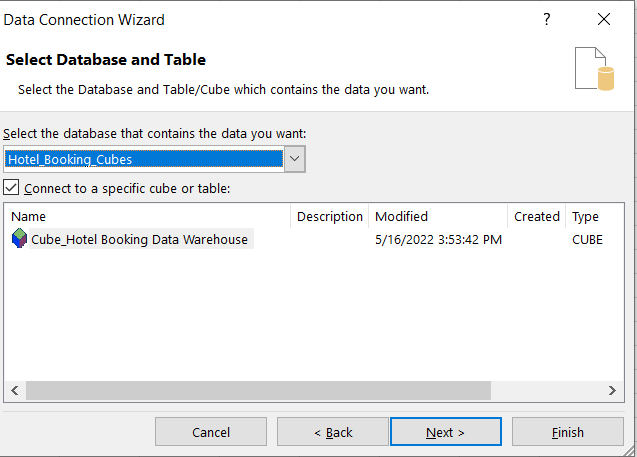 Data Connection Wizard ?
Select Database and Table
Select the Database and Table/Cube which contains the data you want.
Select the database that contains the data you want:
Hotel_Booking_Cubes
Connect to a specific cube or table:
Name Description Modified Created Type
Cube_Hotel Booking Data Warehouse 5/16/2022 3:53:42 PM CUBE
Cancel < Back Next > Finish